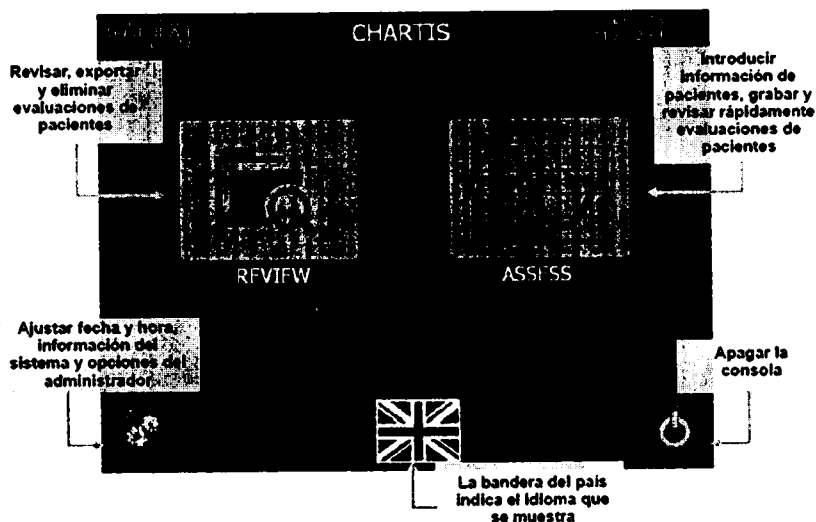 CHARTIS
Revisar, exportar
y eliminar
evaluaciones de
pacientes
Introducir
información de
pacientes, grabar y
revisar rápidamente
evaluaciones de
pacientes
REVIEW
ASSESS
Ajustar fecha y hora,
información del
sistema y opciones del
administrador
Apagar la
consola
La bandera del país
indica el idioma que
se muestra